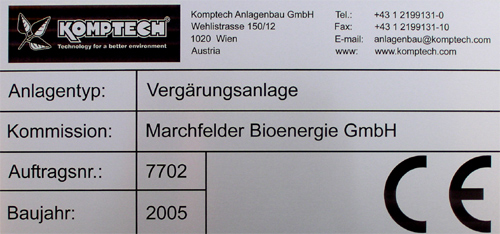 KOMPTECH
Technology for a better environment
Komptech Anlagenbau GmbH
Wehlistrasse 150/12
1020 Wien
Austria
Tel.: +43 1 2199131-0
Fax: +43 1 2199131-10
E-mail: anlagenbau@komptech.com
www: www.komptech.com
Anlagentyp: Vergärungsanlage
Kommission: Marchfelder Bioenergie GmbH
Auftragsnr.: 7702
Baujahr: 2005
CE